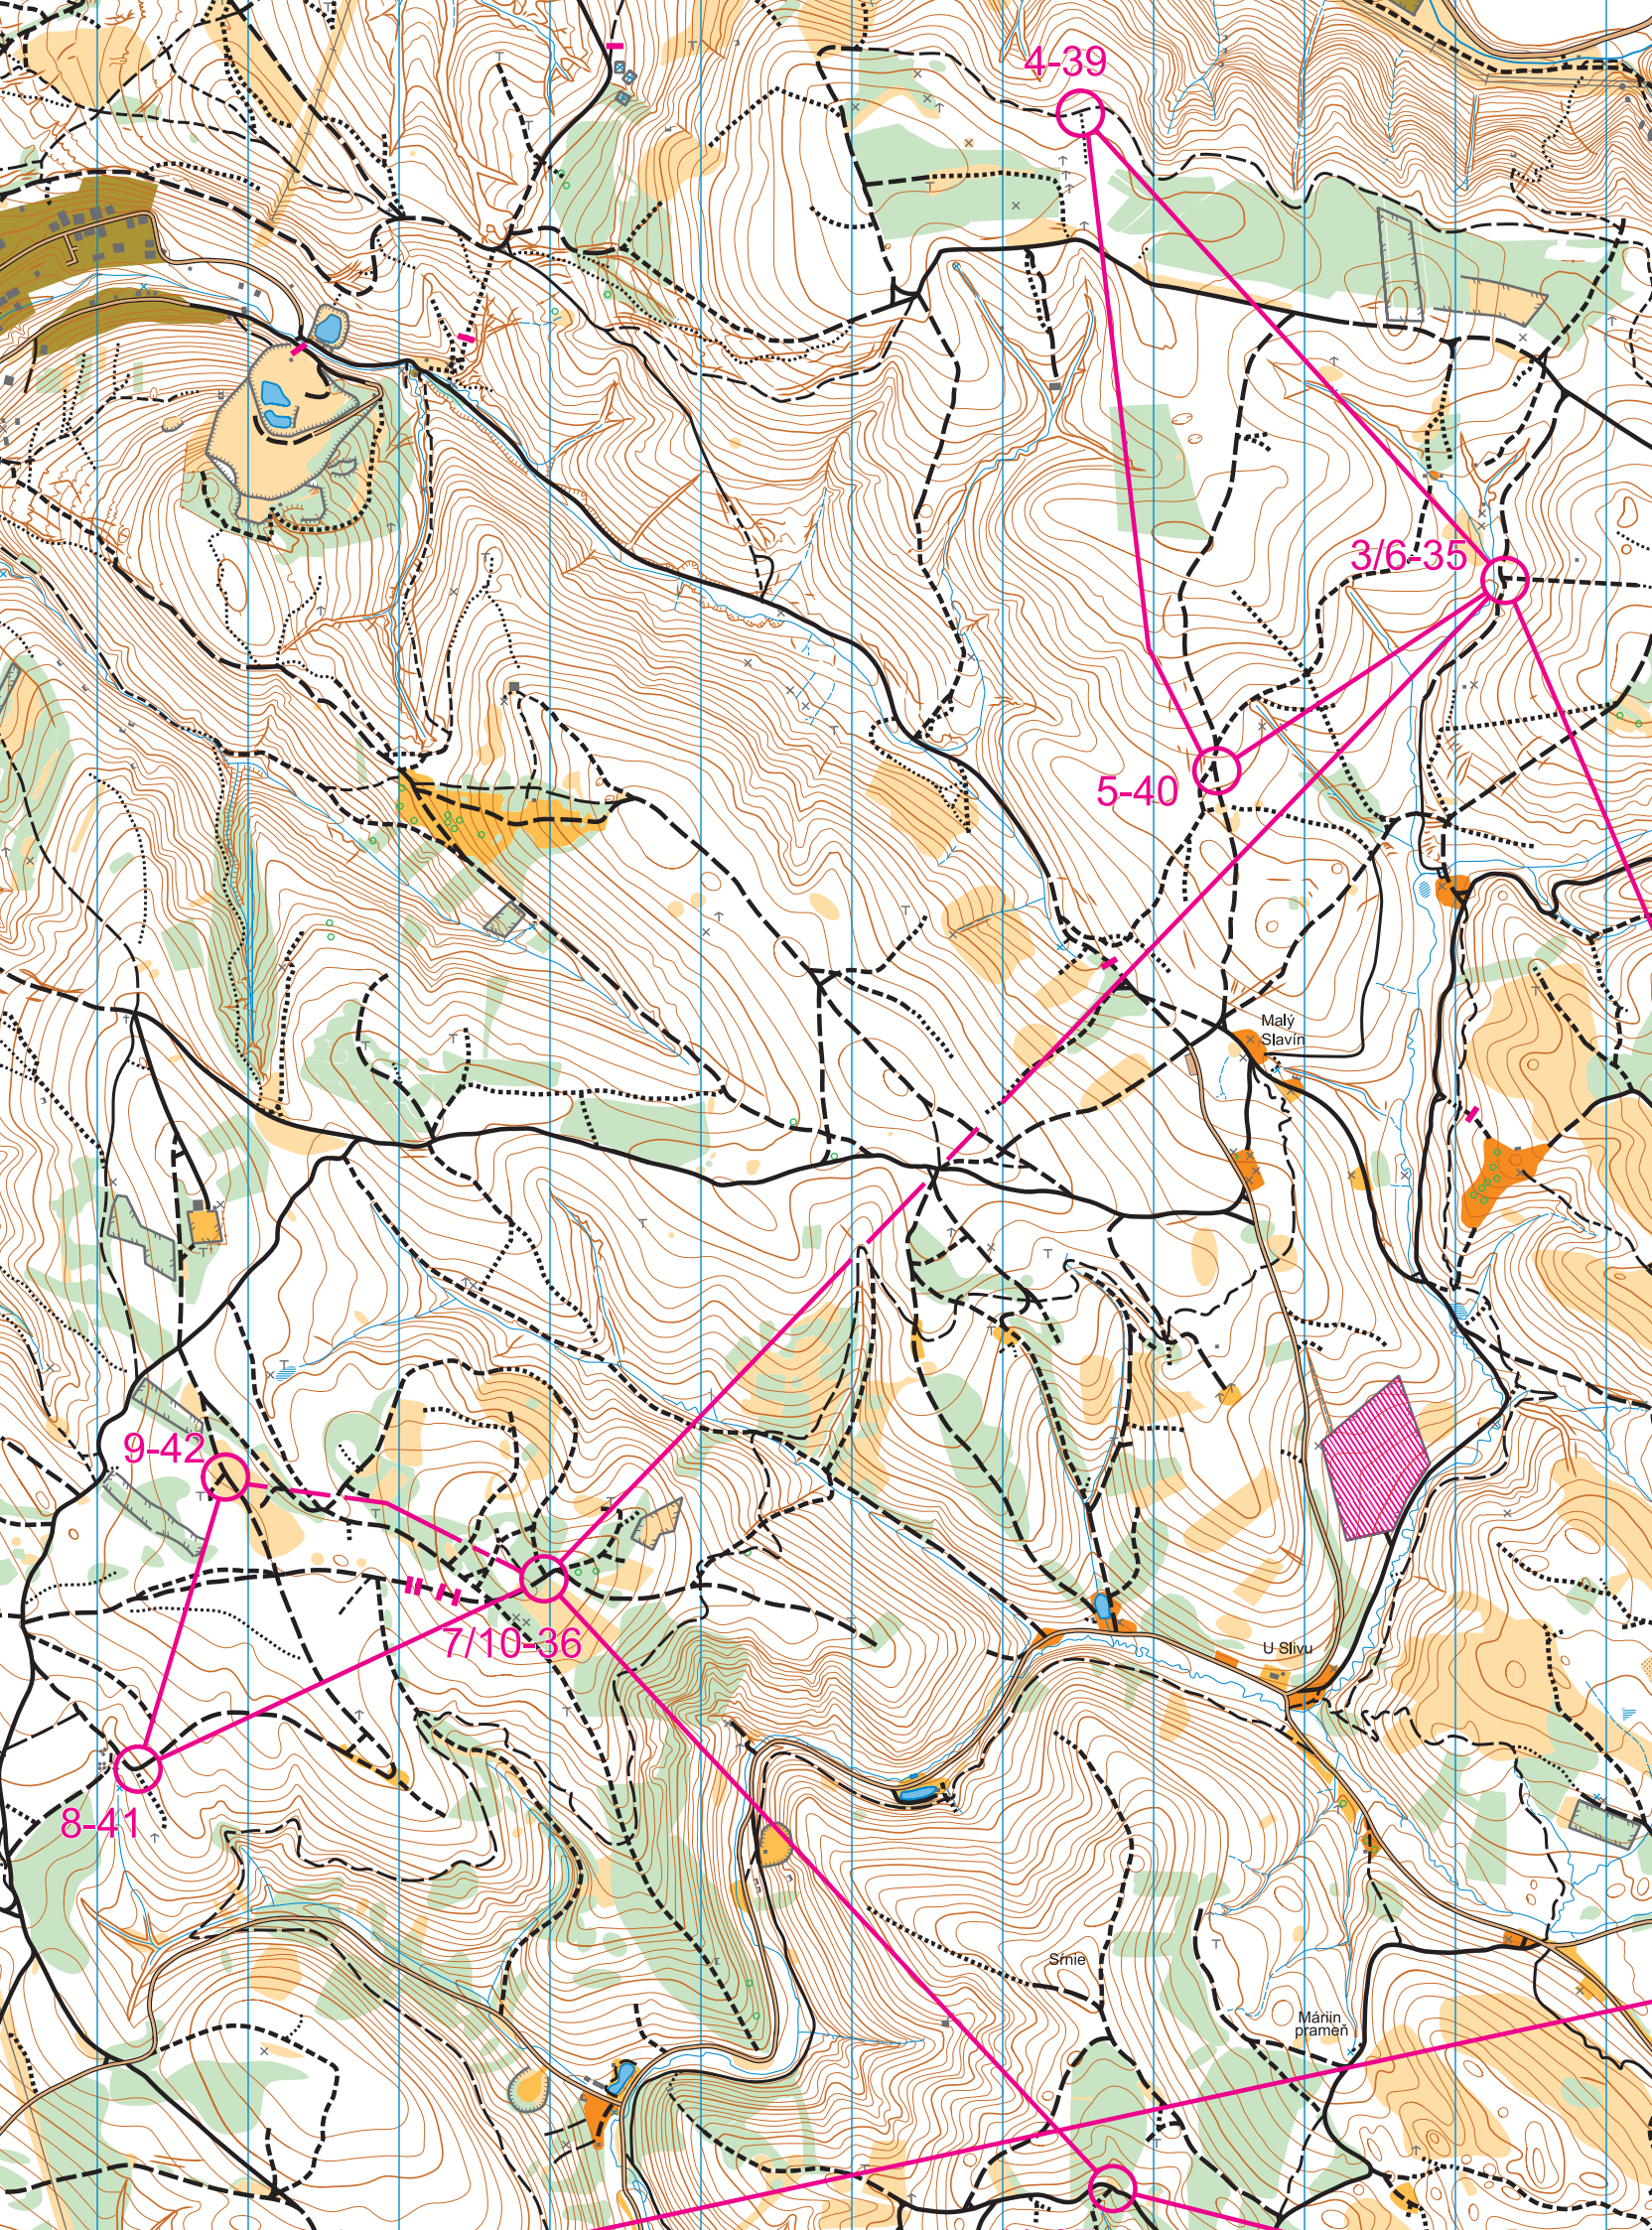 4-39
3/6-35
5-40
Malý
Slavín
9-42
7/10-36
U Slivu
8-41
Sŕnie
Máriin
prameň